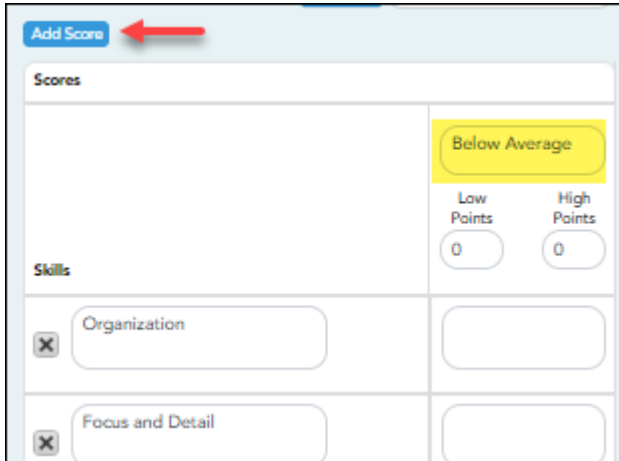 Add Score
Scores
Below Average
Low Points
High Points
0
0
Skills
Organization
Focus and Detail